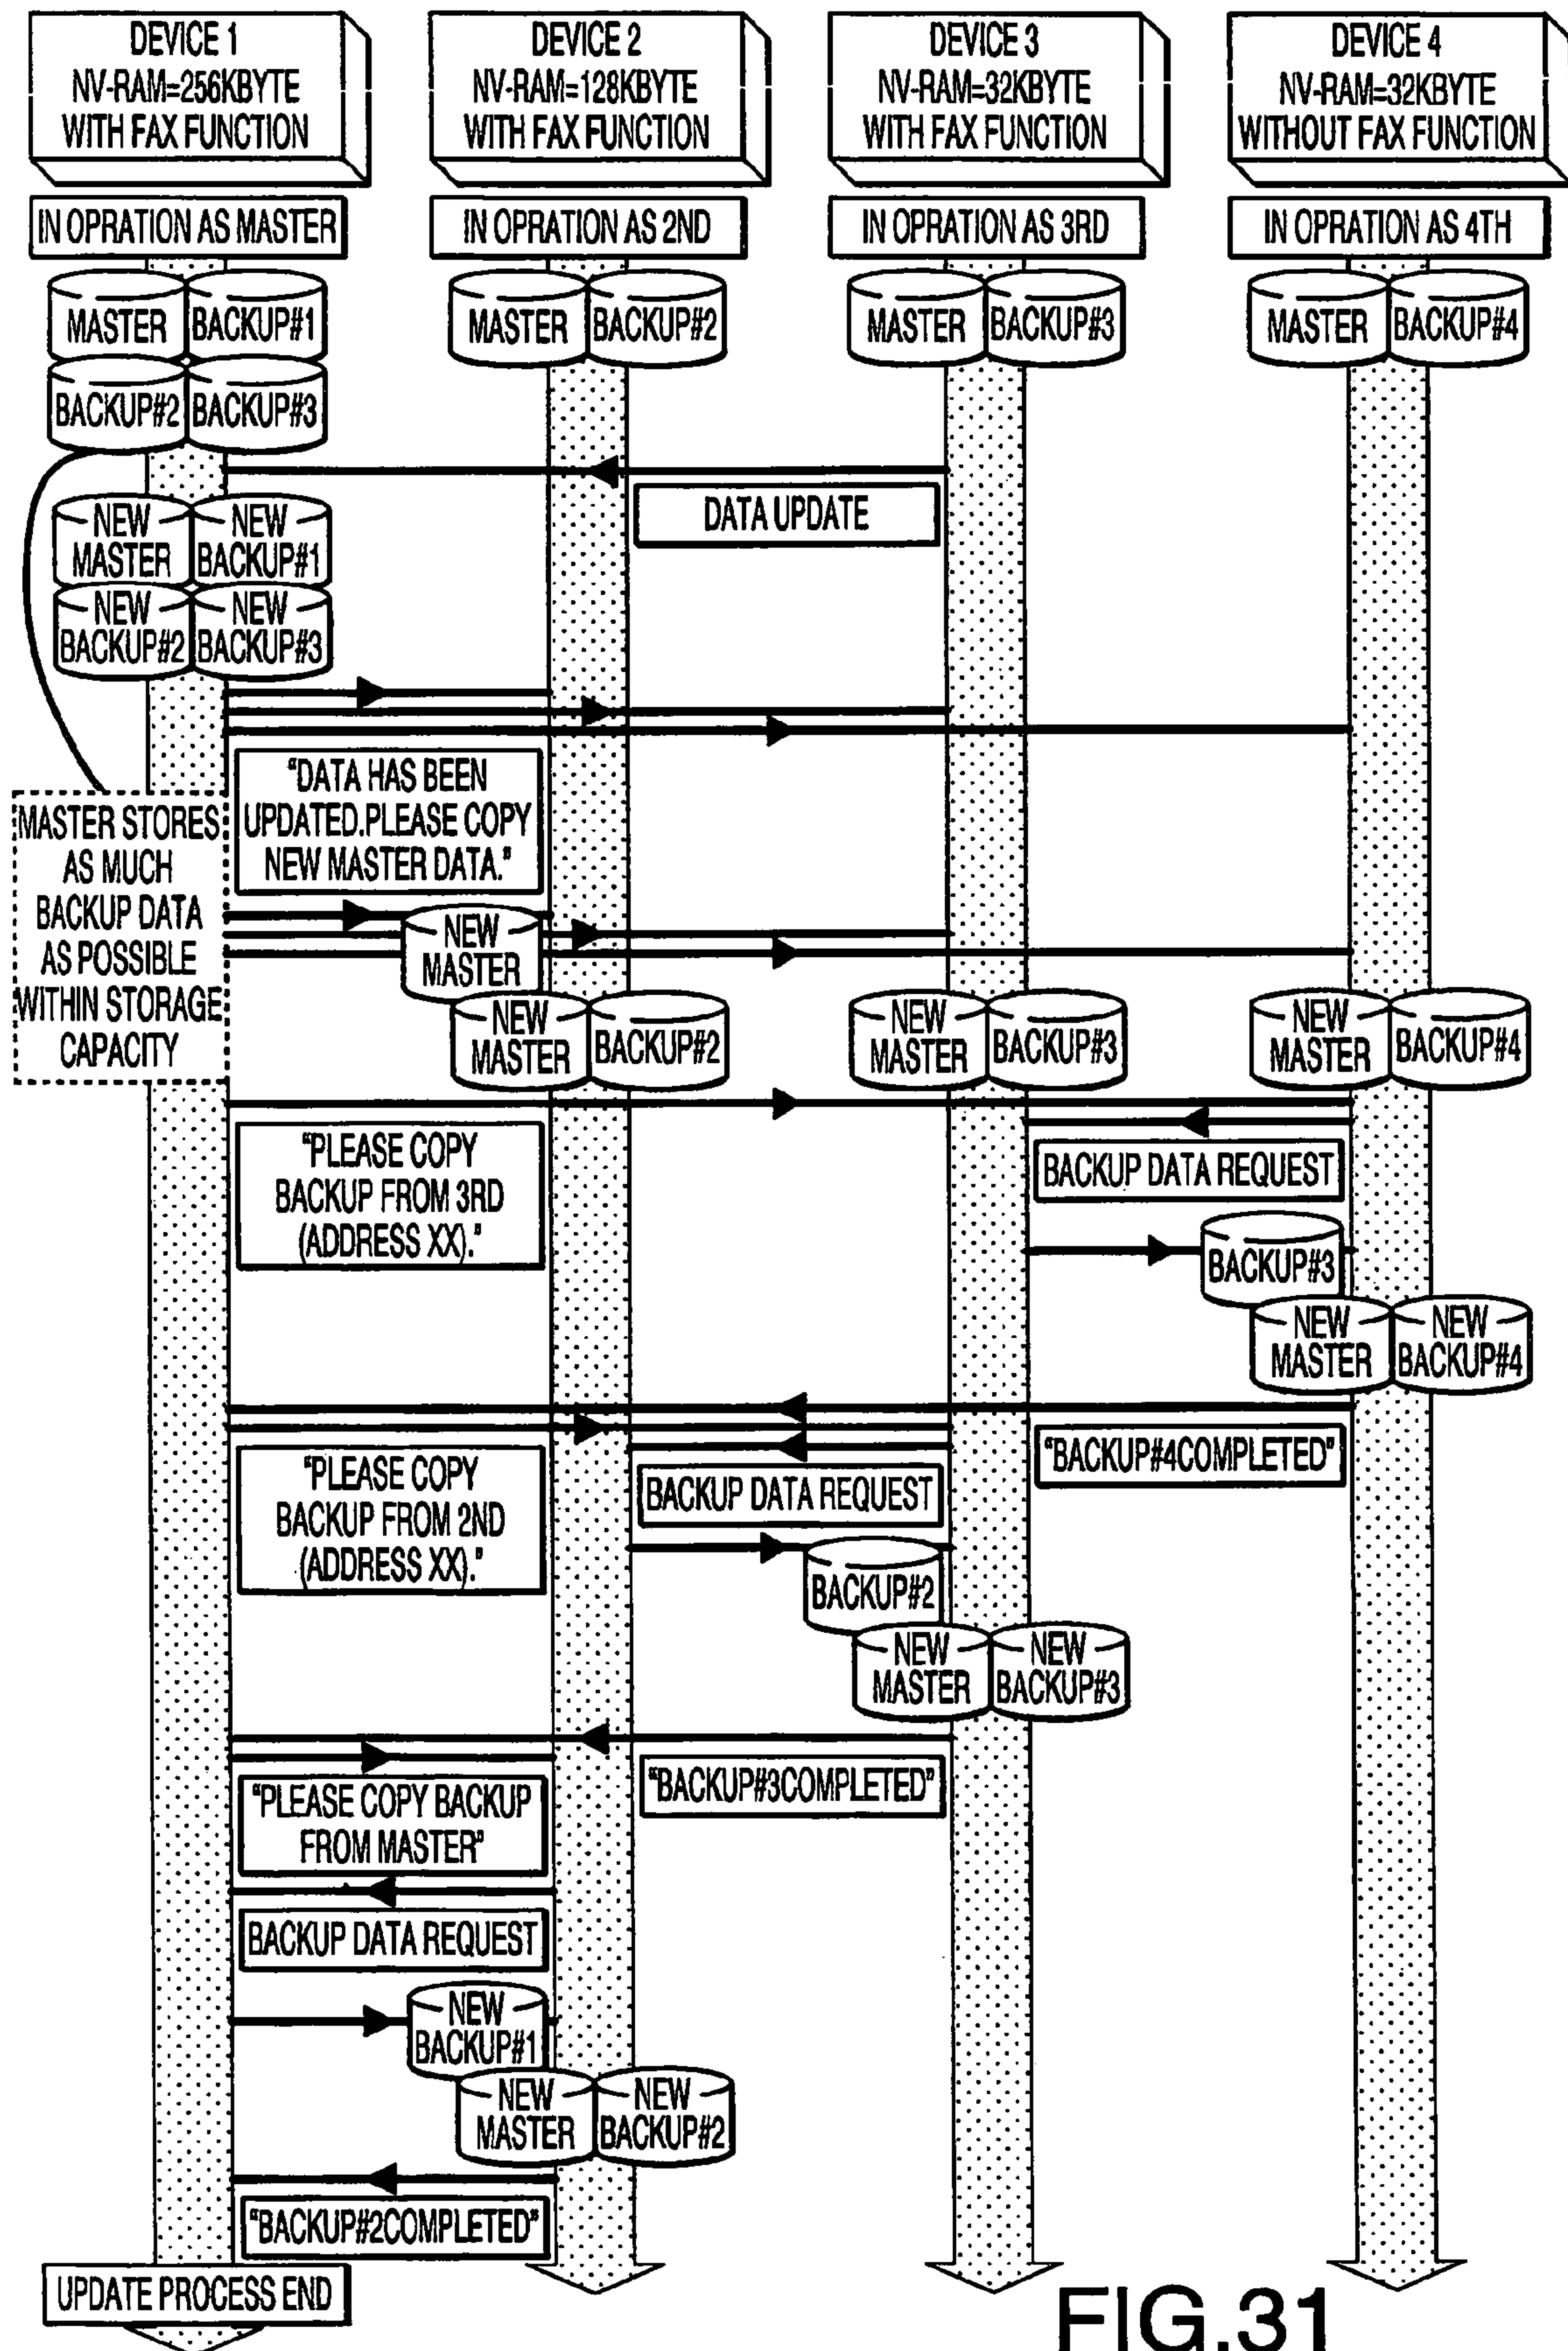 DEVICE 1
NV-RAM=256KBYTE
WITH FAX FUNCTION
DEVICE 2
NV-RAM=128KBYTE
WITH FAX FUNCTION
DEVICE 3
NV-RAM=32KBYTE
WITH FAX FUNCTION
DEVICE 4
NV-RAM=32KBYTE
WITHOUT FAX FUNCTION
IN OPRATION AS MASTER
IN OPRATION AS 2ND
IN OPRATION AS 3RD
IN OPRATION AS 4TH
MASTER
BACKUP#1
MASTER
BACKUP#2
MASTER
BACKUP#3
MASTER
BACKUP#4
BACKUP#2
BACKUP#3
DATA UPDATE
NEW
MASTER
NEW
BACKUP#1
NEW
BACKUP#2
NEW
BACKUP#3
"DATA HAS BEEN
UPDATED.PLEASE COPY
NEW MASTER DATA."
MASTER STORES
AS MUCH
BACKUP DATA
AS POSSIBLE
WITHIN STORAGE
CAPACITY
NEW
MASTER
NEW
MASTER
BACKUP#2
NEW
MASTER
BACKUP#3
NEW
MASTER
BACKUP#4
"PLEASE COPY
BACKUP FROM 3RD
(ADDRESS XX)."
BACKUP DATA REQUEST
BACKUP#3
NEW
MASTER
NEW
BACKUP#4
"BACKUP#4COMPLETED"
"PLEASE COPY
BACKUP FROM 2ND
(ADDRESS XX)."
BACKUP DATA REQUEST
BACKUP#2
NEW
MASTER
NEW
BACKUP#3
"BACKUP#3COMPLETED"
"PLEASE COPY BACKUP
FROM MASTER"
BACKUP DATA REQUEST
NEW
BACKUP#1
NEW
MASTER
NEW
BACKUP#2
"BACKUP#2COMPLETED"
UPDATE PROCESS END
FIG.31